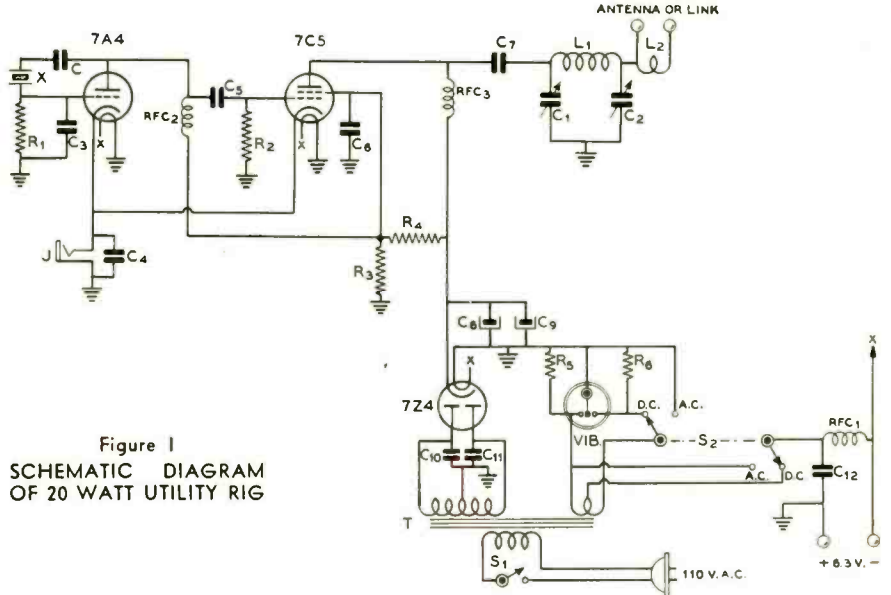 ANTENNA OR LINK
7A4
7C5
C7
L1
L2
C
X
RFC3
C5
C1
C2
RFC2
R1
C3
X
R2
X
C6
R4
J
C4
R3
C8
C9
X
X
R5
R6
D.C.
A.C.
7Z4
VIB.
S2
RFC1
C10
C11
A.C.
D.C.
C12
Figure 1
SCHEMATIC DIAGRAM
OF 20 WATT UTILITY RIG
T
+ 6.3 V. -
S1
110 V. A.C.